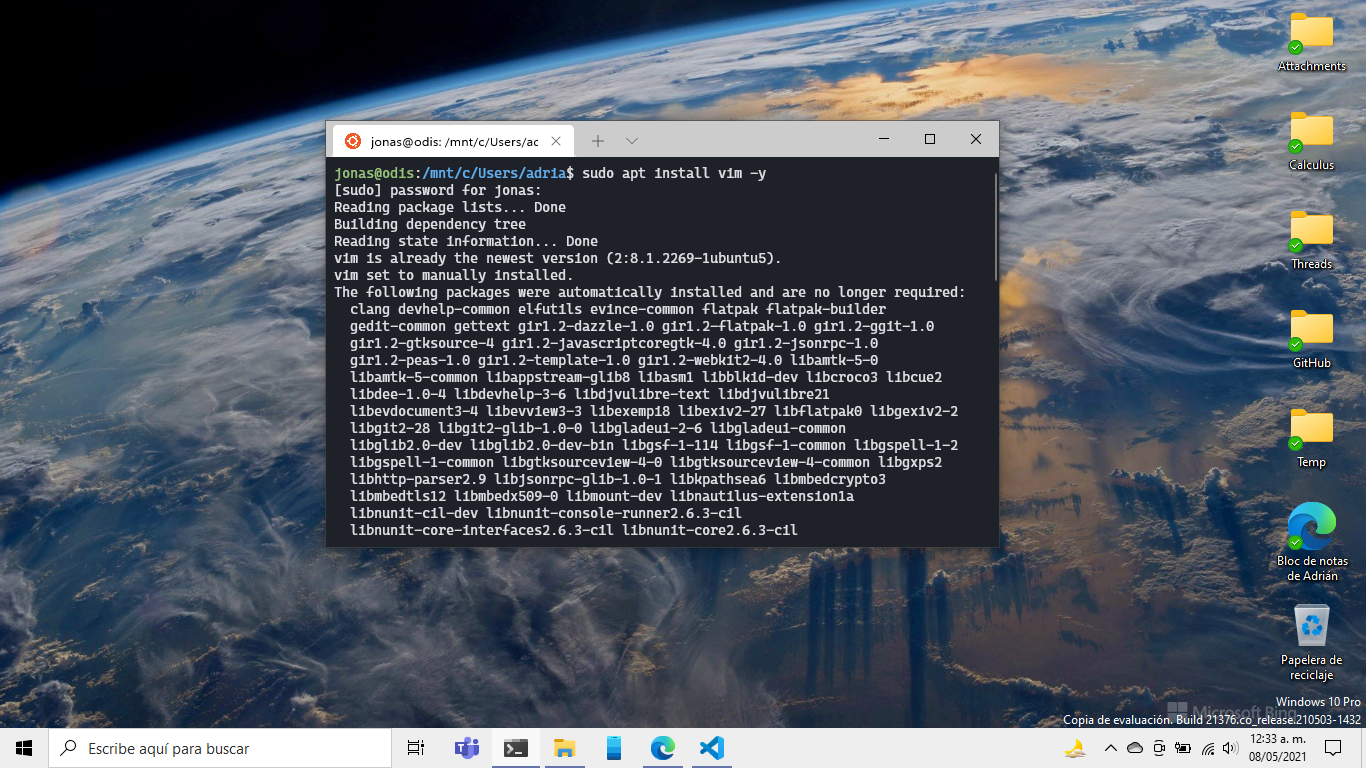 jonas@odis: /mnt/c/Users/ac
jonas@odis:/mnt/c/Users/adria$ sudo apt install vim -y
[sudo] password for jonas:
Reading package lists... Done
Building dependency tree
Reading state information... Done
vim is already the newest version (2:8.1.2269-1ubuntu5).
vim set to manually installed.
The following packages were automatically installed and are no longer required:
clang devhelp-common elfutils evince-common flatpak flatpak-builder
gedit-common gettext gir1.2-dazzle-1.0 gir1.2-flatpak-1.0 gir1.2-ggit-1.0
gir1.2-gtksource-4 gir1.2-javascriptcoregtk-4.0 gir1.2-jsonrpc-1.0
gir1.2-peas-1.0 gir1.2-template-1.0 gir1.2-webkit2-4.0 libamtk-5-0
libamtk-5-common libappstream-glib8 libasm1 libblkid-dev libcroco3 libcue2
libdee-1.0-4 libdevhelp-3-6 libdjvulibre-text libdjvulibre21
libevdocument3-4 libevview3-3 libexempi8 libexiv2-27 libflatpak0 libgexiv2-2
libgit2-28 libgit2-glib-1.0-0 libgladeui-2-6 libgladeui-common
libglib2.0-dev libglib2.0-dev-bin libgsf-1-114 libgsf-1-common libgspell-1-2
libgspell-1-common libgtksourceview-4-0 libgtksourceview-4-common libgxps2
libhttp-parser2.9 libjsonrpc-glib-1.0-1 libkpathsea6 libmbedcrypto3
libmbedtls12 libmbedx509-0 libmount-dev libnautilus-extension1a
libnunit-cil-dev libnunit-console-runner2.6.3-cil
libnunit-core-interfaces2.6.3-cil libnunit-core2.6.3-cil
Attachments
Calculus
Threads
GitHub
Temp
Bloc de notas
de Adrián
Papelera de
reciclaje
Microsoft Bing
Windows 10 Pro
Copia de evaluación. Build 21376.co_release.210503-1432
Escribe aquí para buscar
12:33 a. m.
08/05/2021